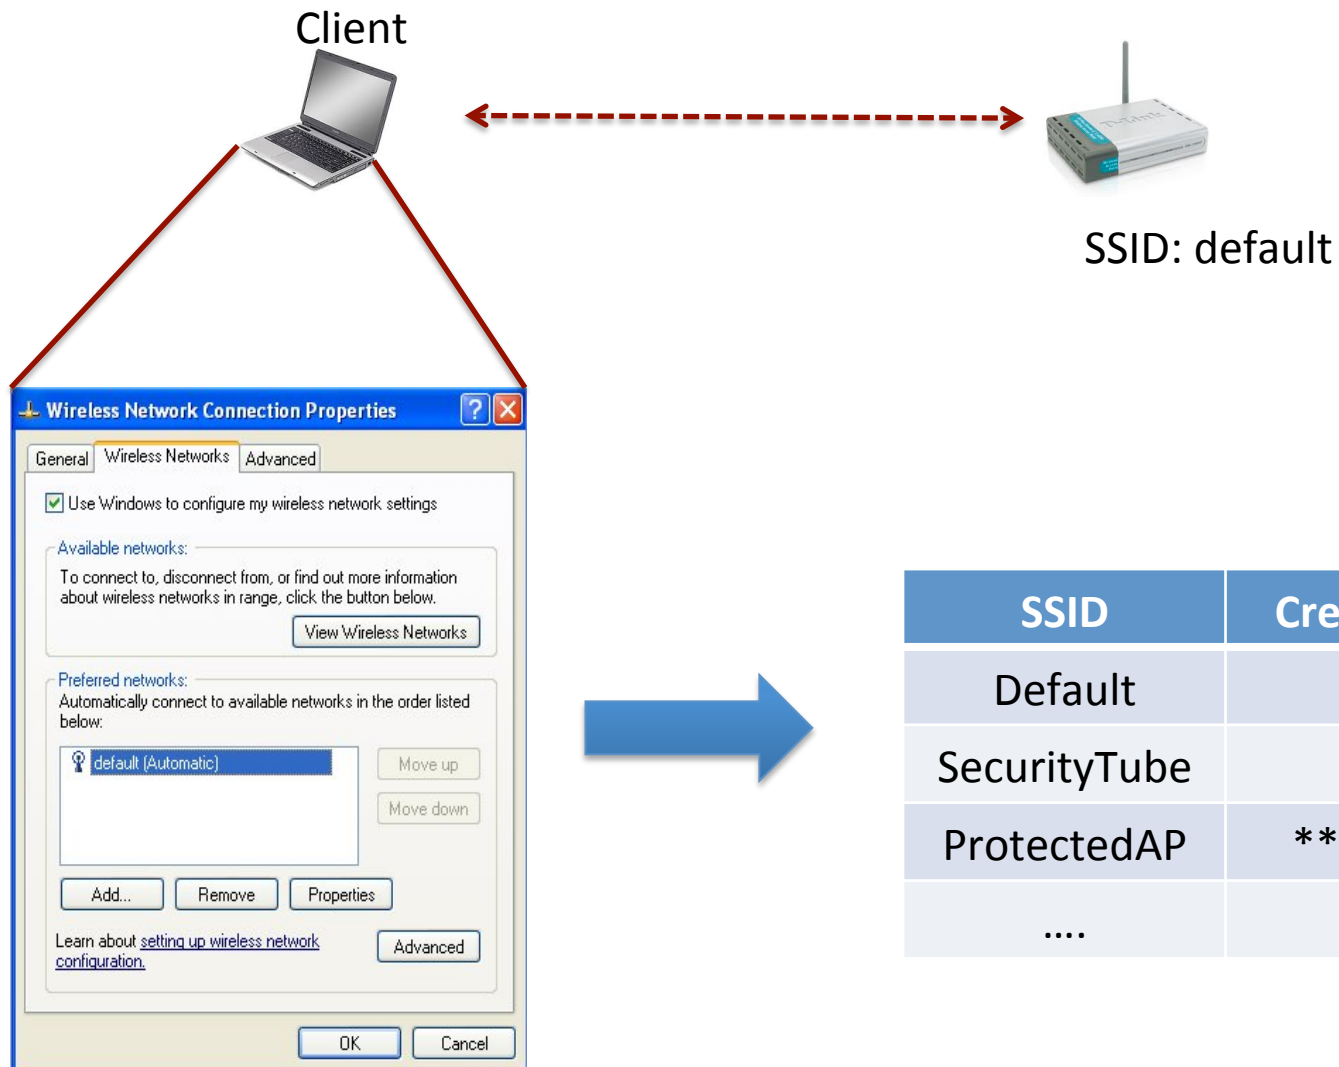 Client
D-Link
SSID: default
Wireless Network Connection Properties
General Wireless Networks Advanced
Use Windows to configure my wireless network settings
Available networks:
To connect to, disconnect from, or find out more information
about wireless networks in range, click the button below.
View Wireless Networks
Preferred networks:
Automatically connect to available networks in the order listed
below:
default (Automatic)
Move up
Move down
Add... Remove Properties
Learn about setting up wireless network
configuration.
Advanced
OK Cancel
SSID Cre
Default
SecurityTube
ProtectedAP **
....